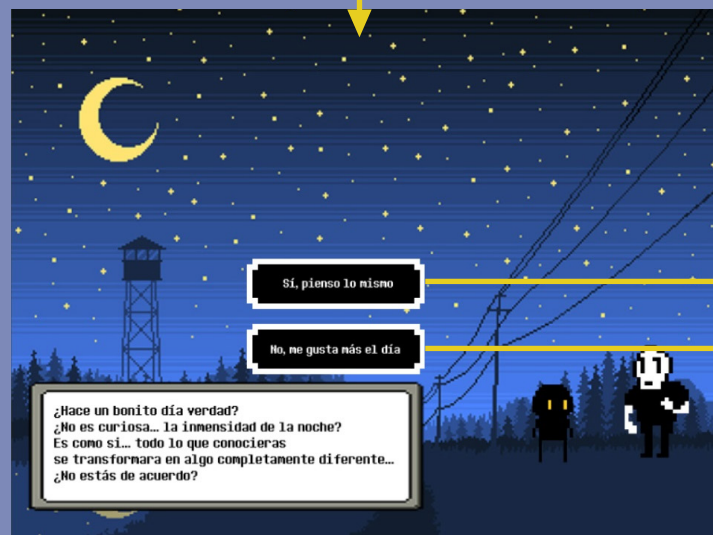 Sí, pienso lo mismo
No, me gusta más el día
¿Hace un bonito día verdad?
¿No es curiosa... la inmensidad de la noche?
Es como si... todo lo que conocieras
se transformara en algo completamente diferente...
¿No estás de acuerdo?